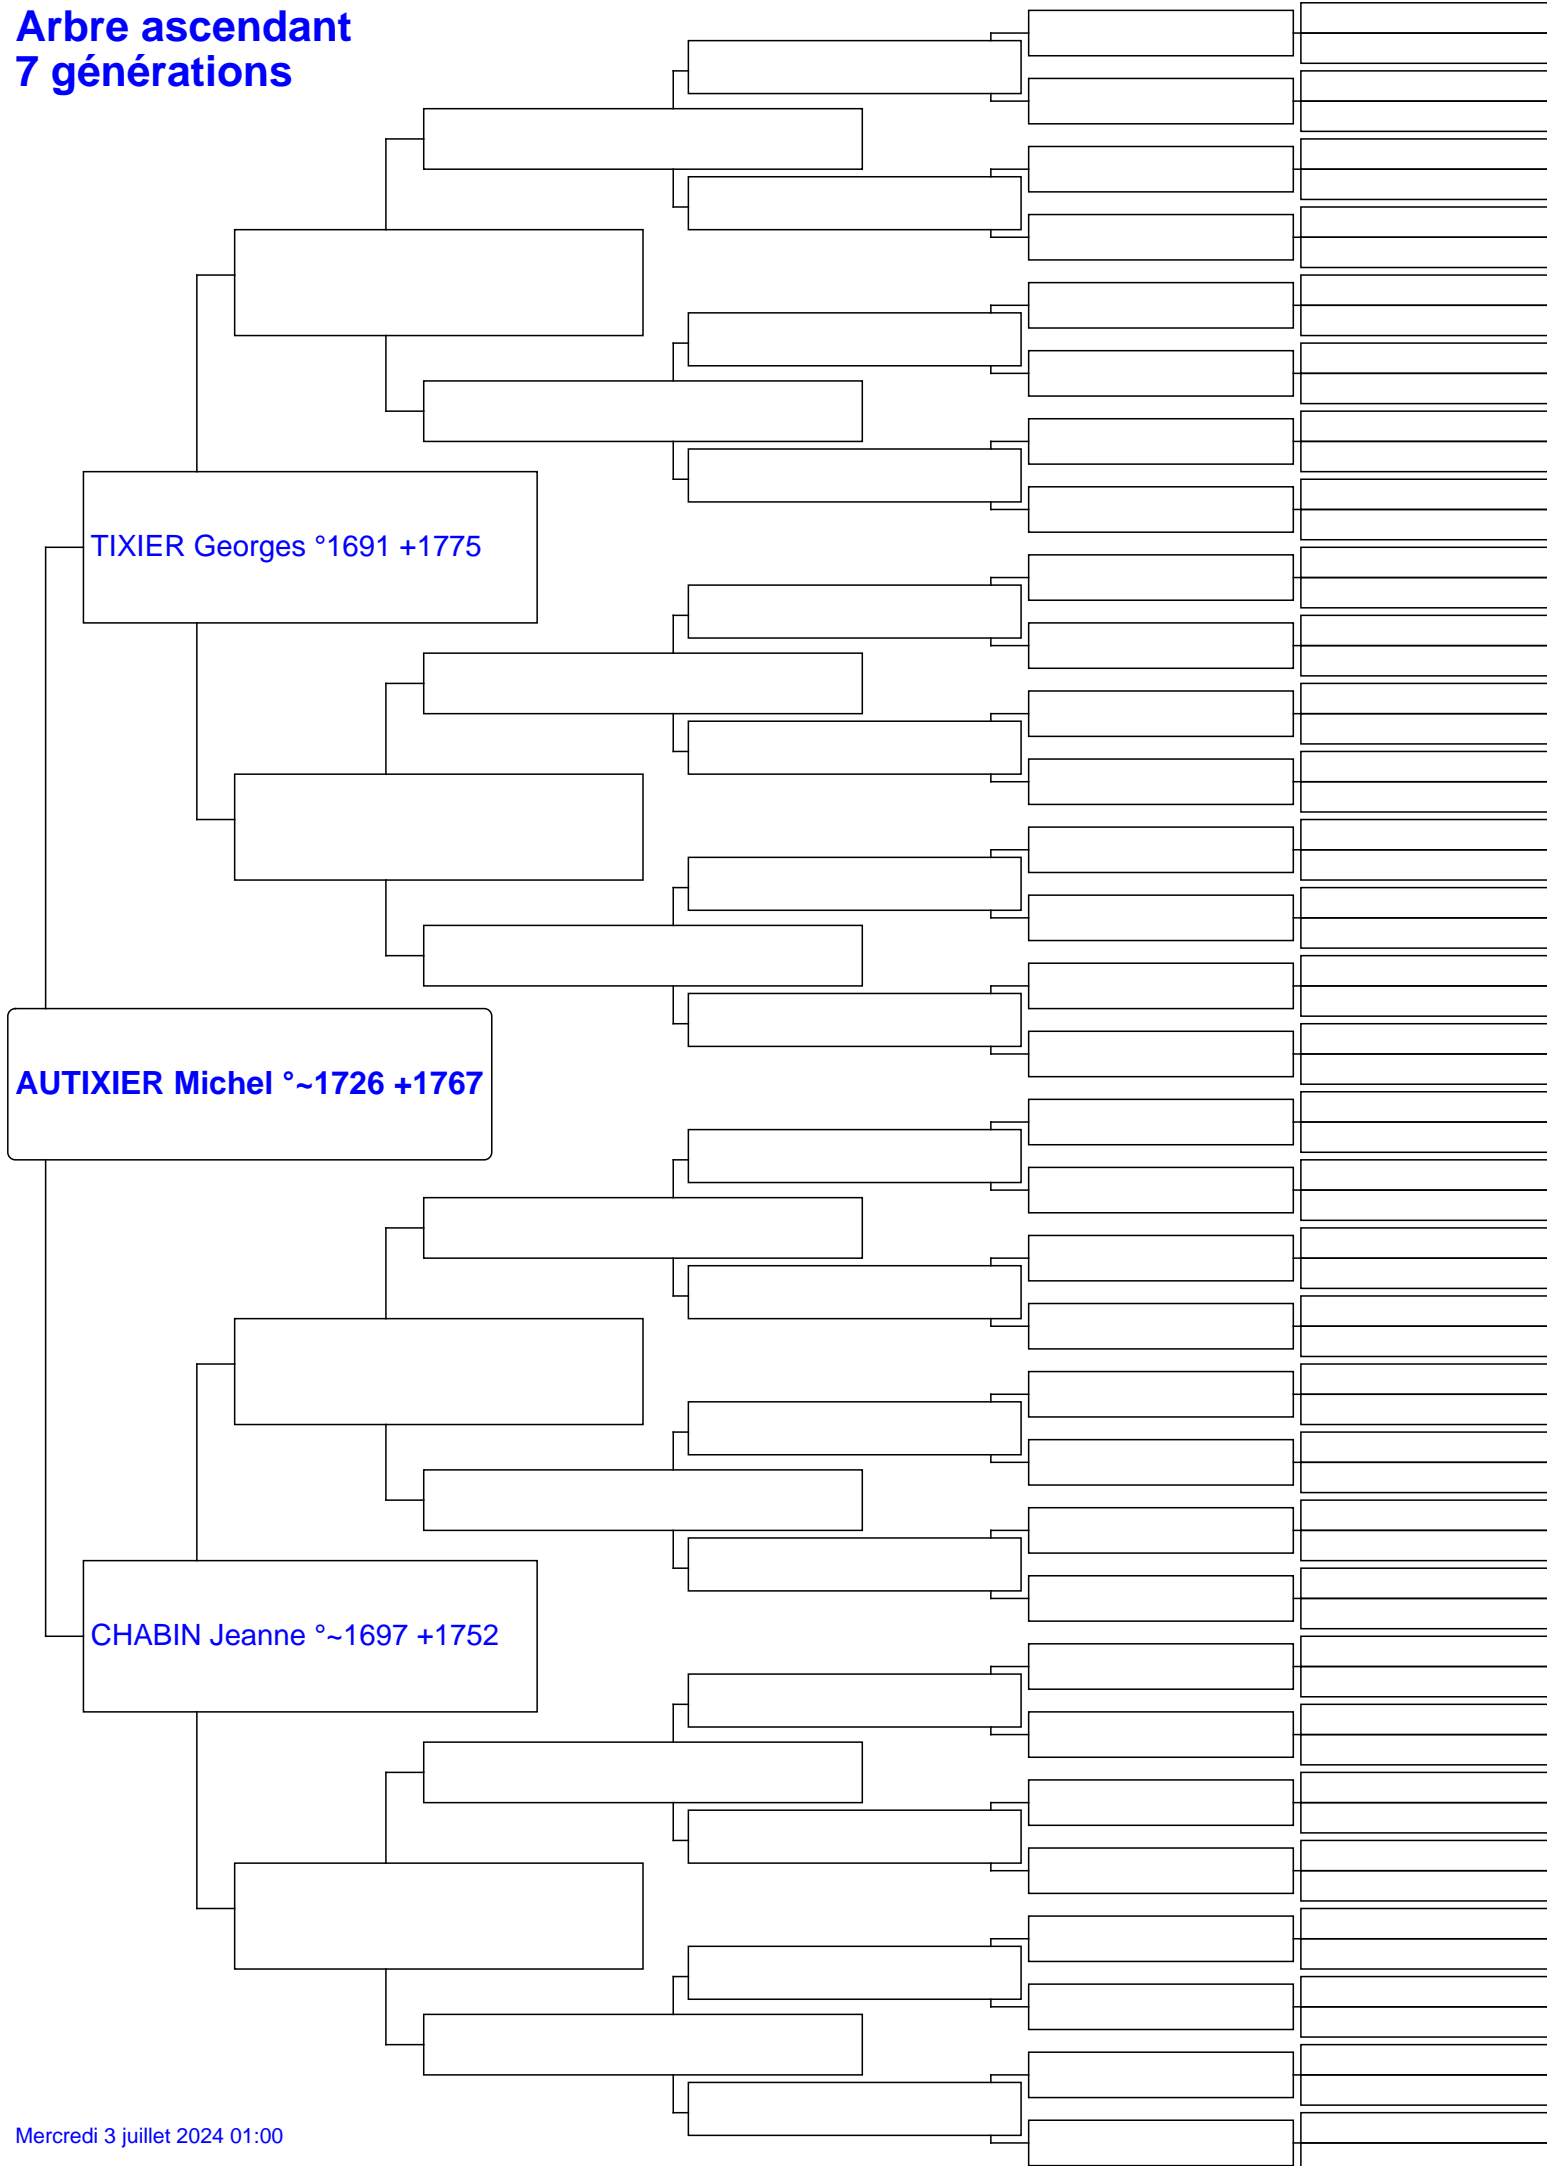 Arbre ascendant
7 générations
TIXIER Georges °1691 +1775
AUTIXIER Michel °~1726 +1767
CHABIN Jeanne °~1697 +1752
Mercredi 3 juillet 2024 01:00